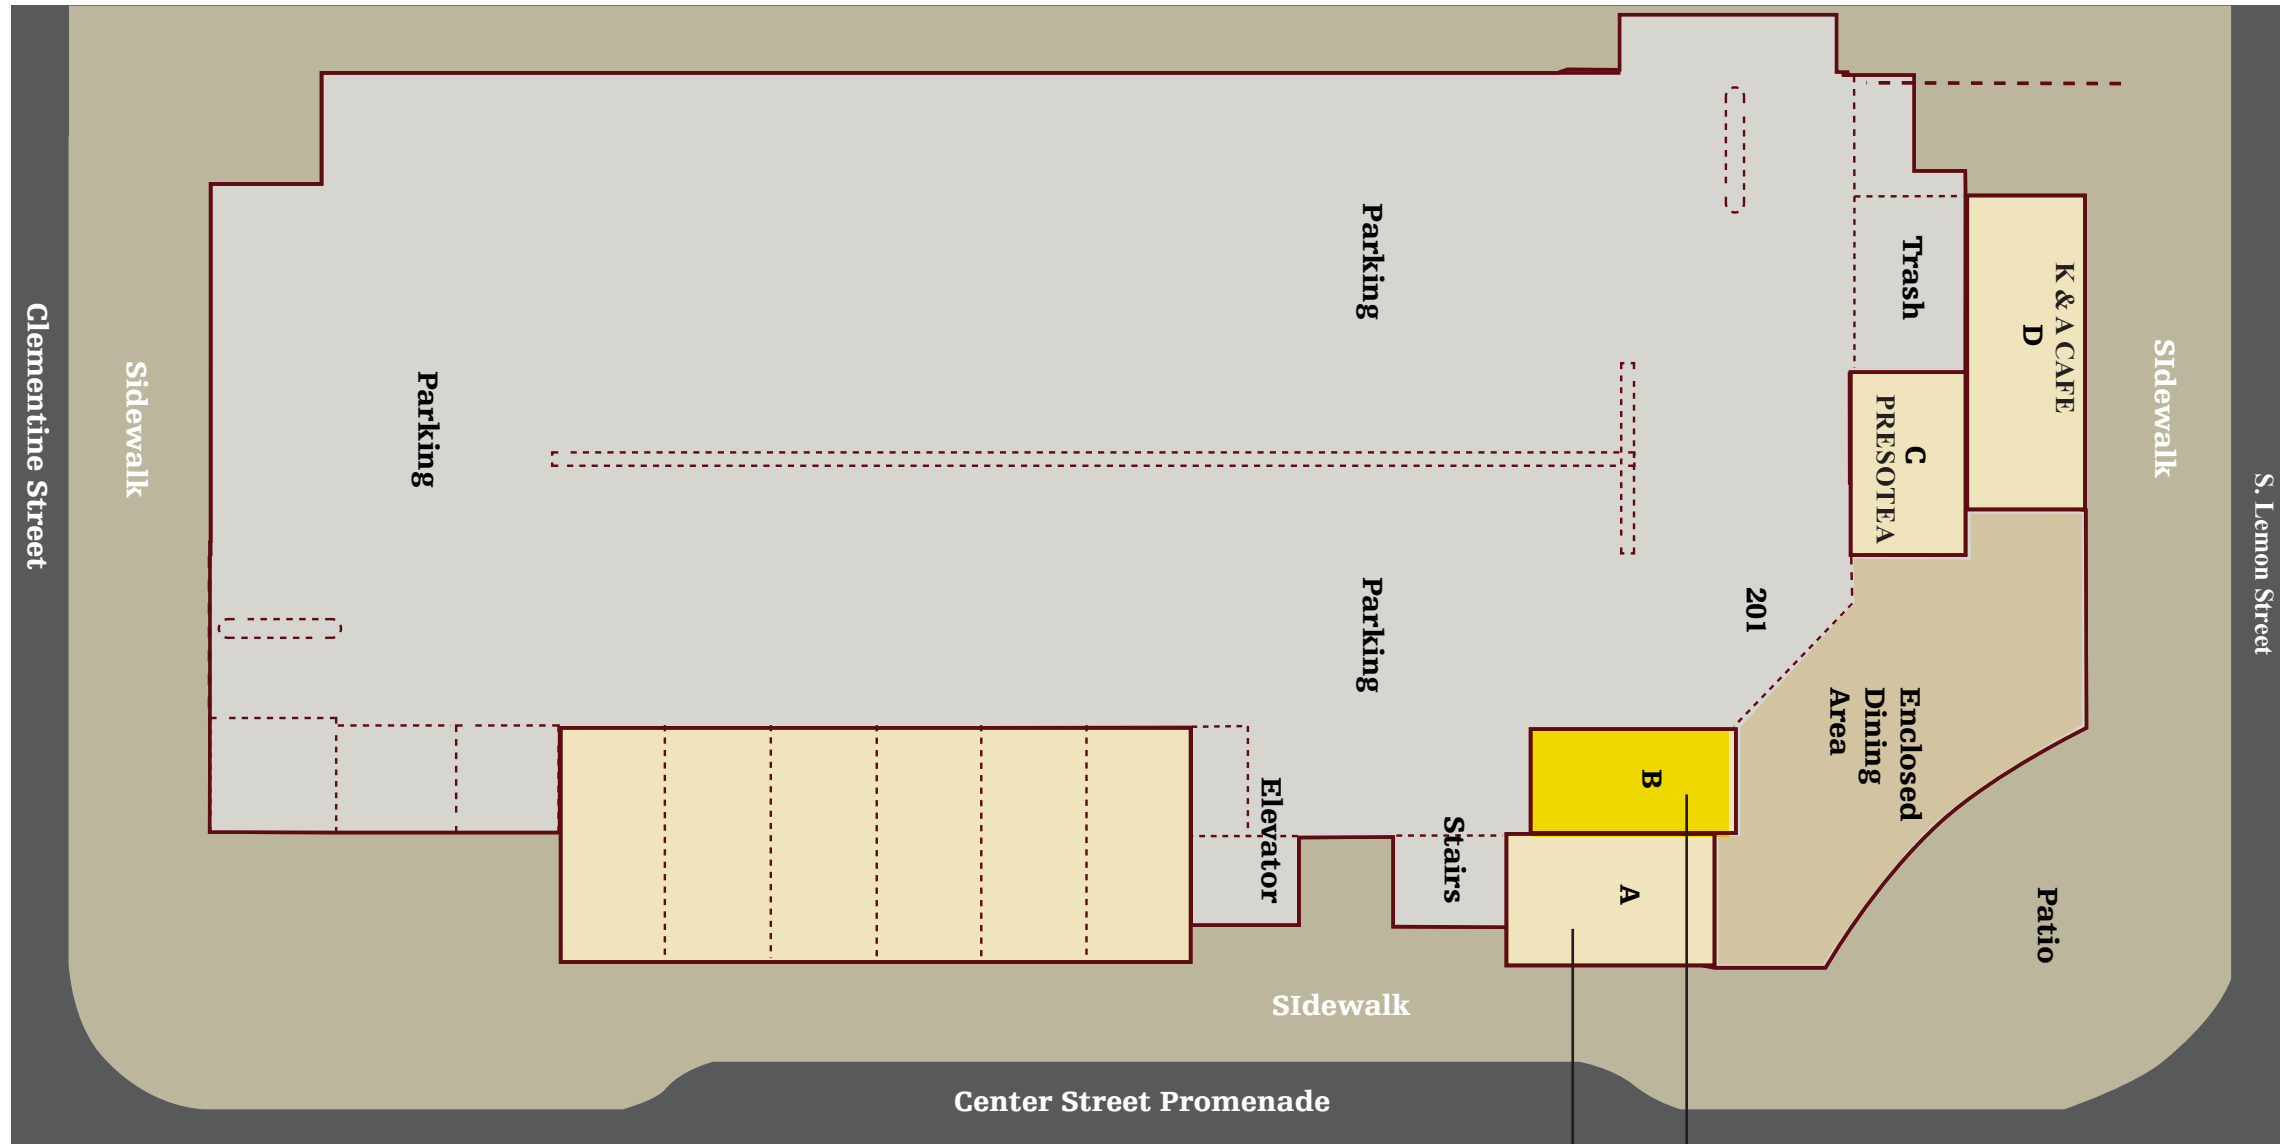 Clementine Street
Sidewalk
Parking
Parking
Parking
Trash
K & A CAFE
D
C
PRESOTEA
SIdewalk
S. Lemon Street
201
Enclosed
Dining
Area
Elevator
Stairs
B
A
Patio
SIdewalk
Center Street Promenade